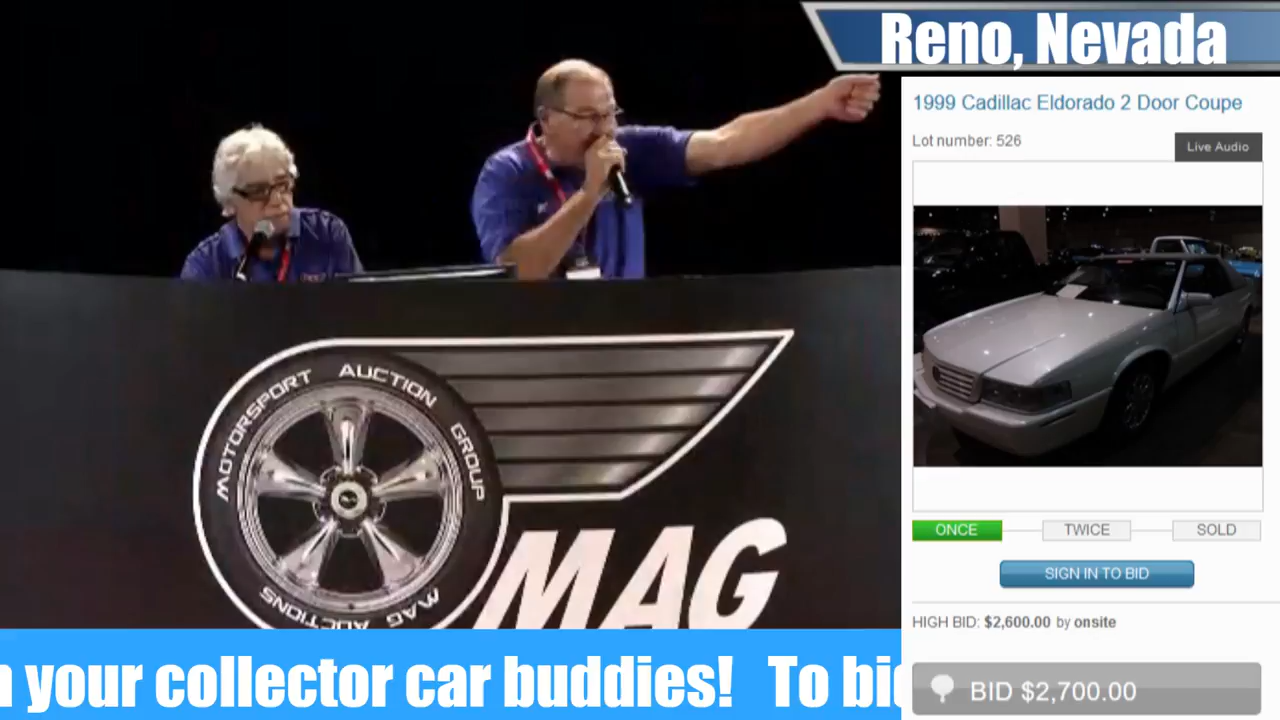 Reno, Nevada
1999 Cadillac Eldorado 2 Door Coupe
Lot number: 526
Live Audio
MOTORSPORT AUCTION GROUP
MAG AUCTIONS
MAG
ONCE
TWICE
SOLD
SIGN IN TO BID
HIGH BID: $2,600.00 by onsite
BID $2,700.00
your collector car buddies! To